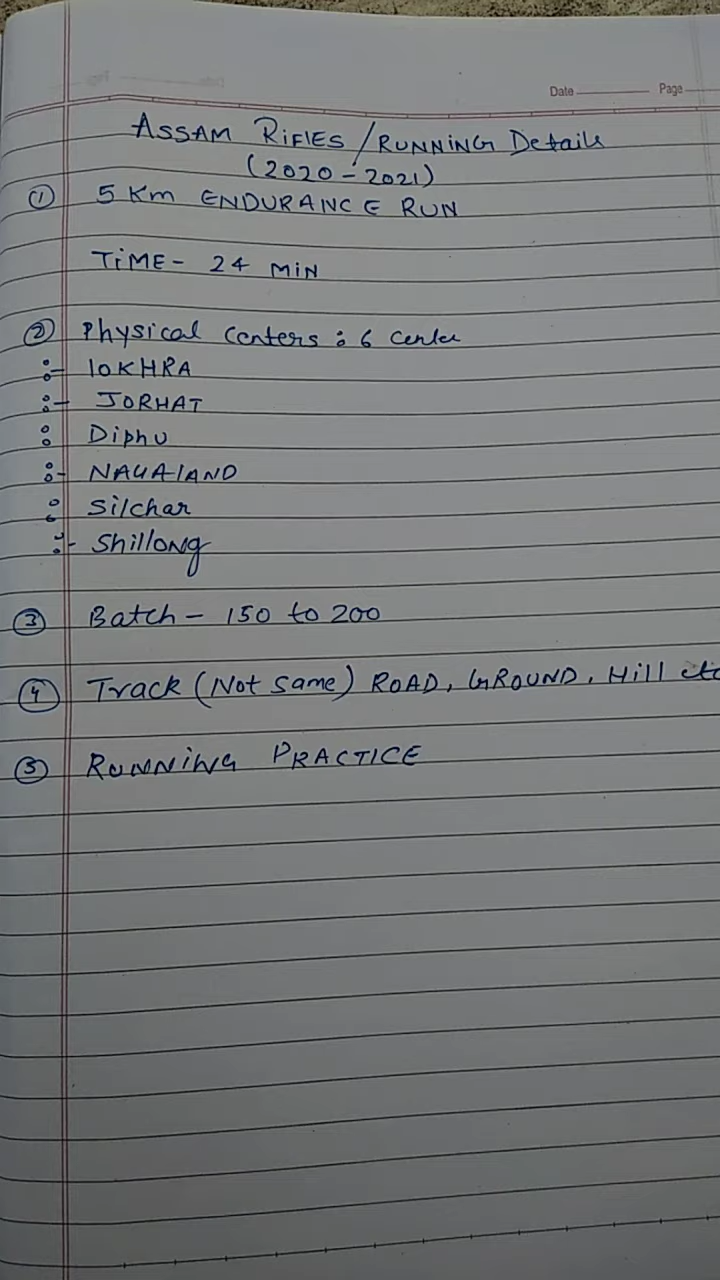 Date Page
ASSAM RIFlES / RUNNiNG Details
(2020-2021)
① 5 Km ENDURANCE RUN
TiME- 24 MiN
② Physical Centers : 6 Center
:- lOKHRA
:- JORHAT
: Diphu
:- NAGAlAND
: Silchar
:- Shillong
③ Batch - 150 to 200
④ Track (Not same) ROAD, GROUND, Hill etc
⑤ RUNNiNG PRACTICE